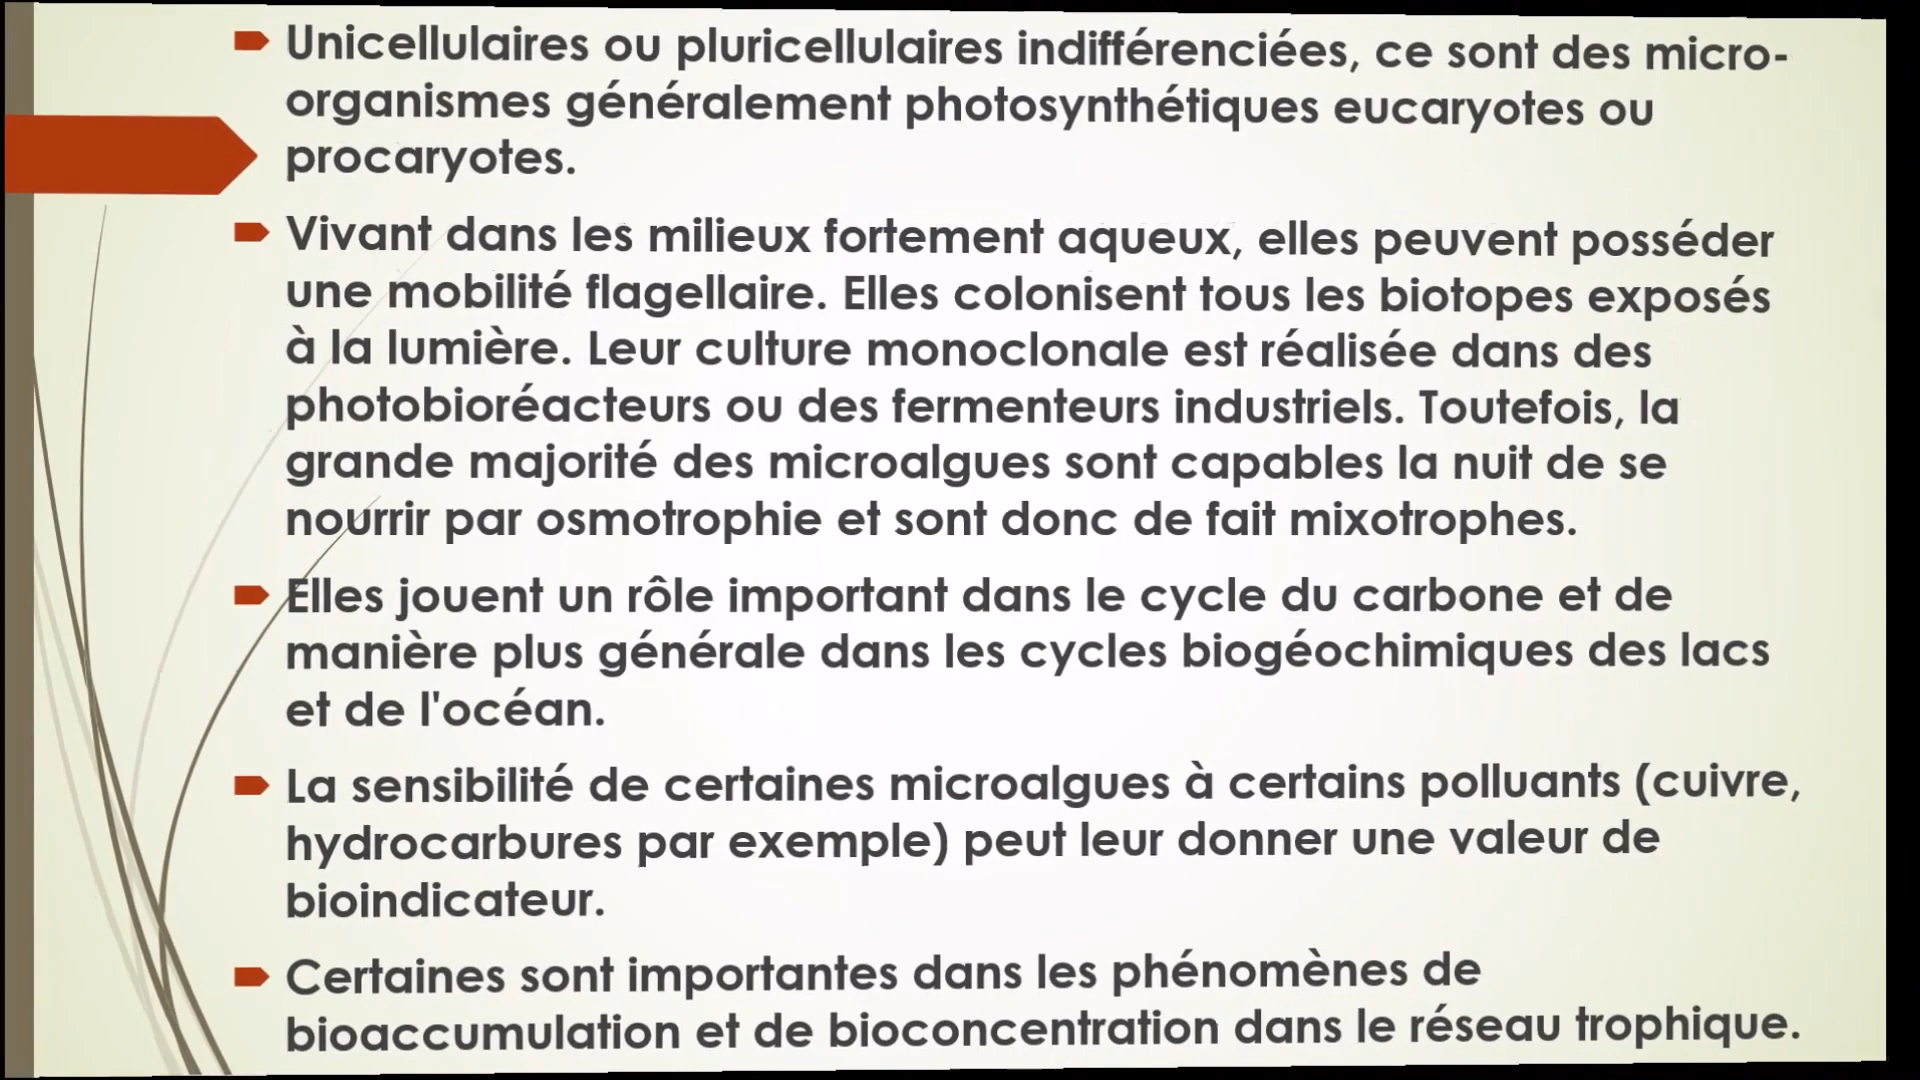 Unicellulaires ou pluricellulaires indifférenciées, ce sont des micro-
organismes généralement photosynthétiques eucaryotes ou
procaryotes.
Vivant dans les milieux fortement aqueux, elles peuvent posséder
une mobilité flagellaire. Elles colonisent tous les biotopes exposés
à la lumière. Leur culture monoclonale est réalisée dans des
photobioréacteurs ou des fermenteurs industriels. Toutefois, la
grande majorité des microalgues sont capables la nuit de se
nourrir par osmotrophie et sont donc de fait mixotrophes.
Elles jouent un rôle important dans le cycle du carbone et de
manière plus générale dans les cycles biogéochimiques des lacs
et de l'océan.
La sensibilité de certaines microalgues à certains polluants (cuivre,
hydrocarbures par exemple) peut leur donner une valeur de
bioindicateur.
Certaines sont importantes dans les phénomènes de
bioaccumulation et de bioconcentration dans le réseau trophique.